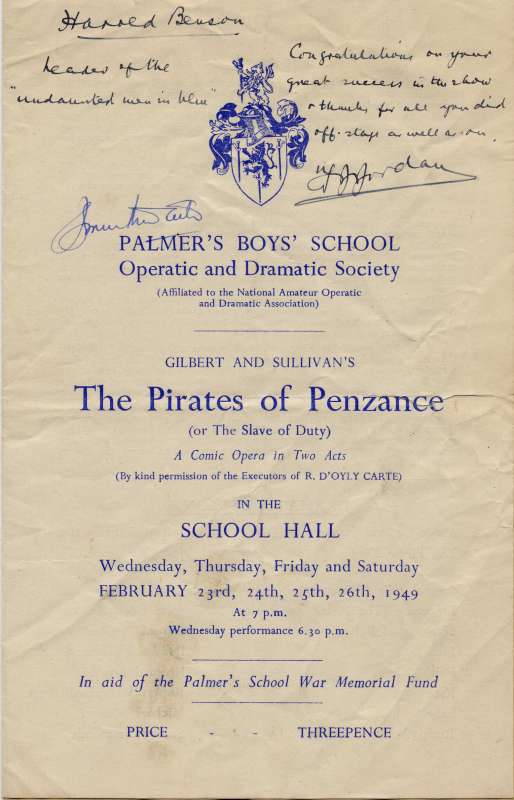 Harold Benson
Leader of the
"undaunted men in blue"
Congratulations on your
great success in the show
& thanks for all you did
off-stage as well as on.
Jordan
PALMER'S BOYS' SCHOOL
Operatic and Dramatic Society
(Affiliated to the National Amateur Operatic
and Dramatic Association)
GILBERT AND SULLIVAN'S
The Pirates of Penzance
(or The Slave of Duty)
A Comic Opera in Two Acts
(By kind permission of the Executors of R. D'OYLY CARTE)
IN THE
SCHOOL HALL
Wednesday, Thursday, Friday and Saturday
FEBRUARY 23rd, 24th, 25th, 26th, 1949
At 7 p.m.
Wednesday performance 6.30 p.m.
In aid of the Palmer's School War Memorial Fund
PRICE - - THREEPENCE